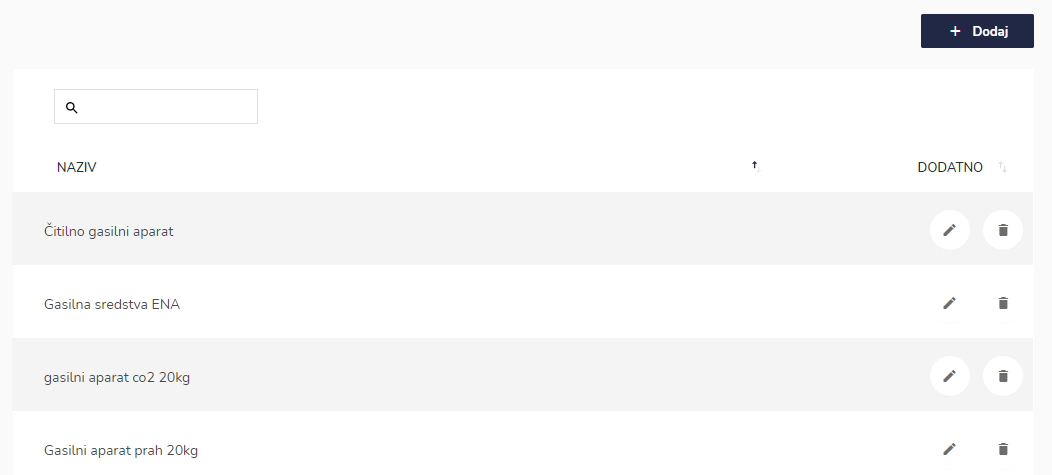 Dodaj
NAZIV DODATNO
Čitilno gasilni aparat
Gasilna sredstva ENA
gasilni aparat co2 20kg
Gasilni aparat prah 20kg